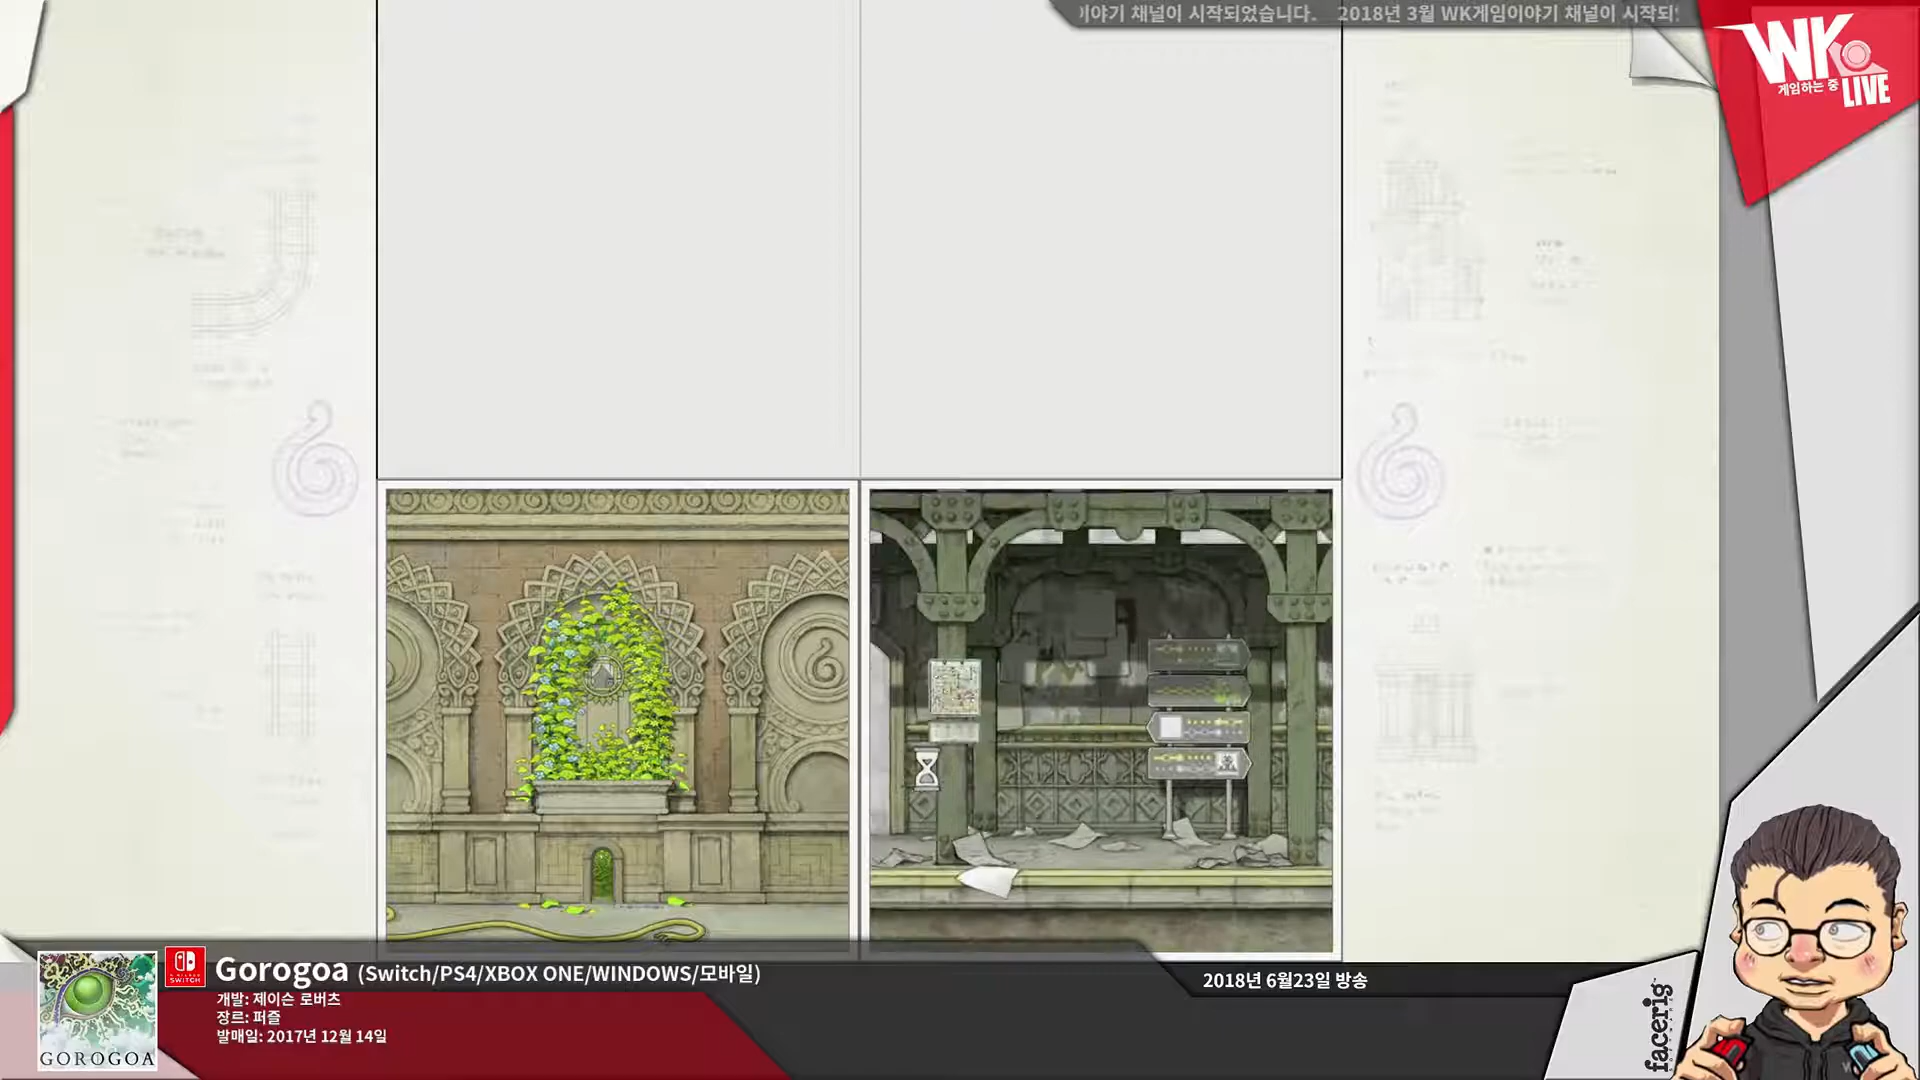 이야기 채널이 시작되었습니다. 2018년 3월 WK게임이야기 채널이 시작되
WK
게임하는 중 LIVE
Gorogoa (Switch/PS4/XBOX ONE/WINDOWS/모바일)
개발: 제이슨 로버츠
장르: 퍼즐
발매일: 2017년 12월 14일
GOROGOA
SWITCH
2018년 6월23일 방송
facerig